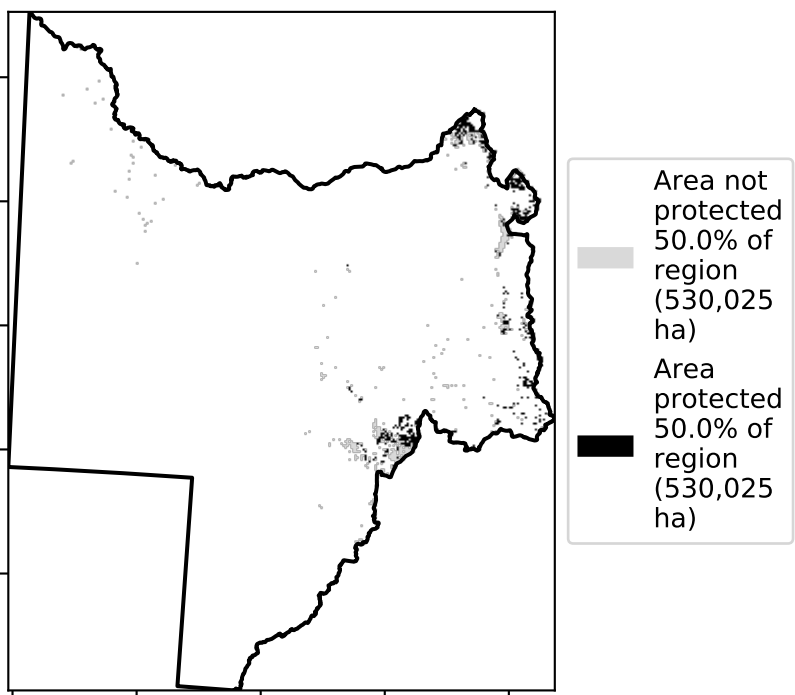 Area not
protected
50.0% of
region
(530,025
ha)
Area
protected
50.0% of
region
(530,025
ha)